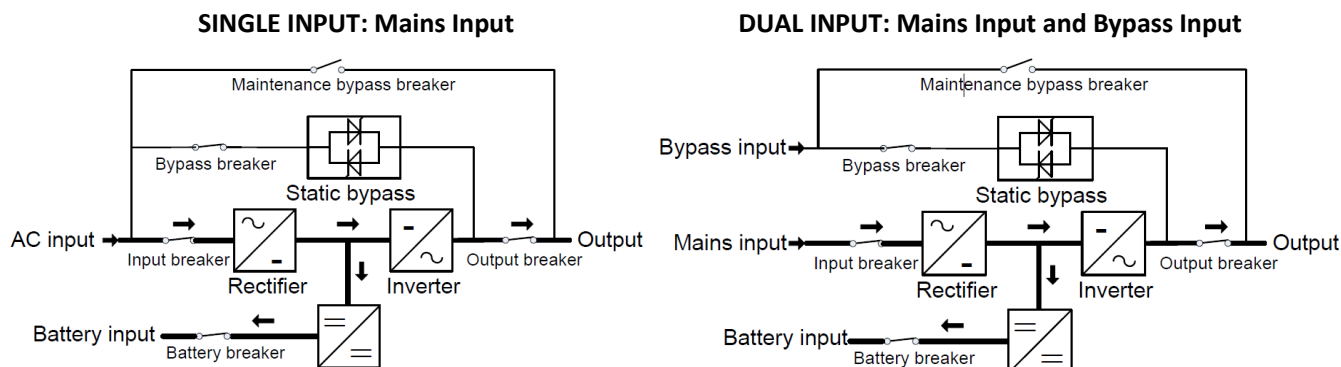 SINGLE INPUT: Mains Input
Maintenance bypass breaker
Bypass breaker
Static bypass
AC input
Input breaker
Rectifier
Inverter
Output breaker
Output
Battery input
Battery breaker
DUAL INPUT: Mains Input and Bypass Input
Maintenance bypass breaker
Bypass input
Bypass breaker
Static bypass
Mains input
Input breaker
Rectifier
Inverter
Output breaker
Output
Battery input
Battery breaker